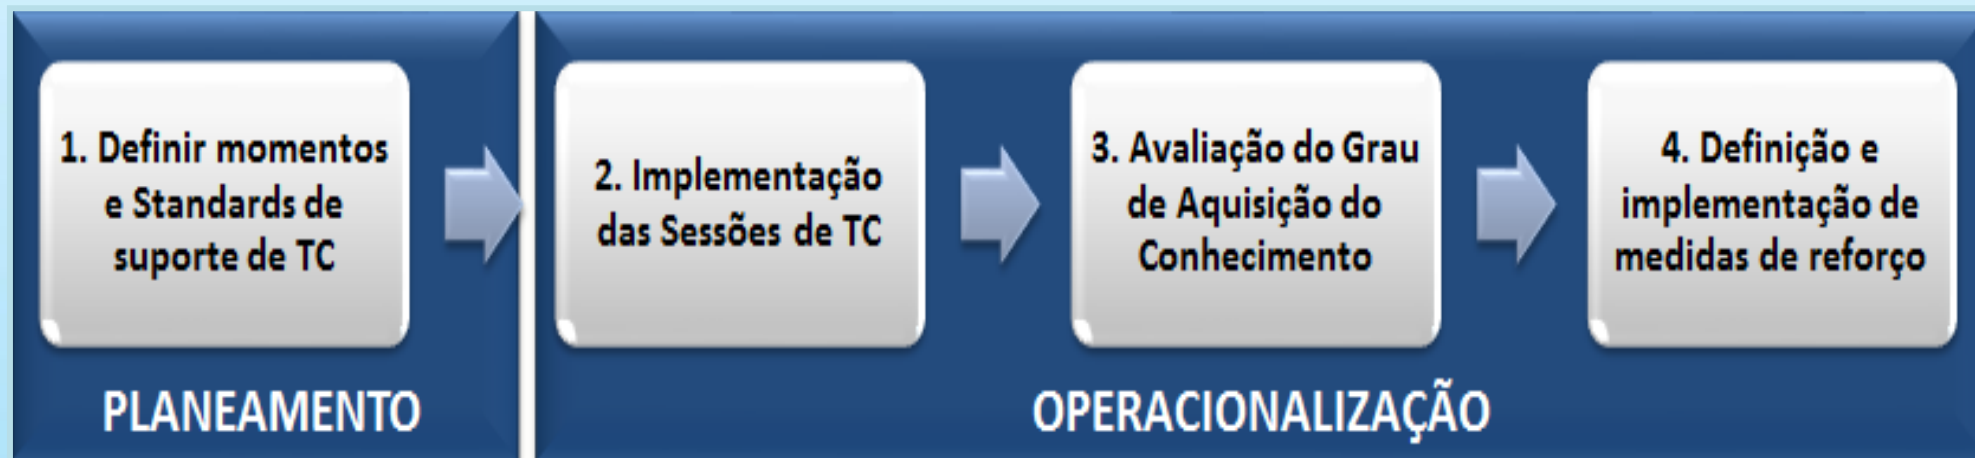 1. Definir momentos
e Standards de
suporte de TC
2. Implementação
das Sessões de TC
3. Avaliação do Grau
de Aquisição do
Conhecimento
4. Definição e
implementação de
medidas de reforço
PLANEAMENTO
OPERACIONALIZAÇÃO